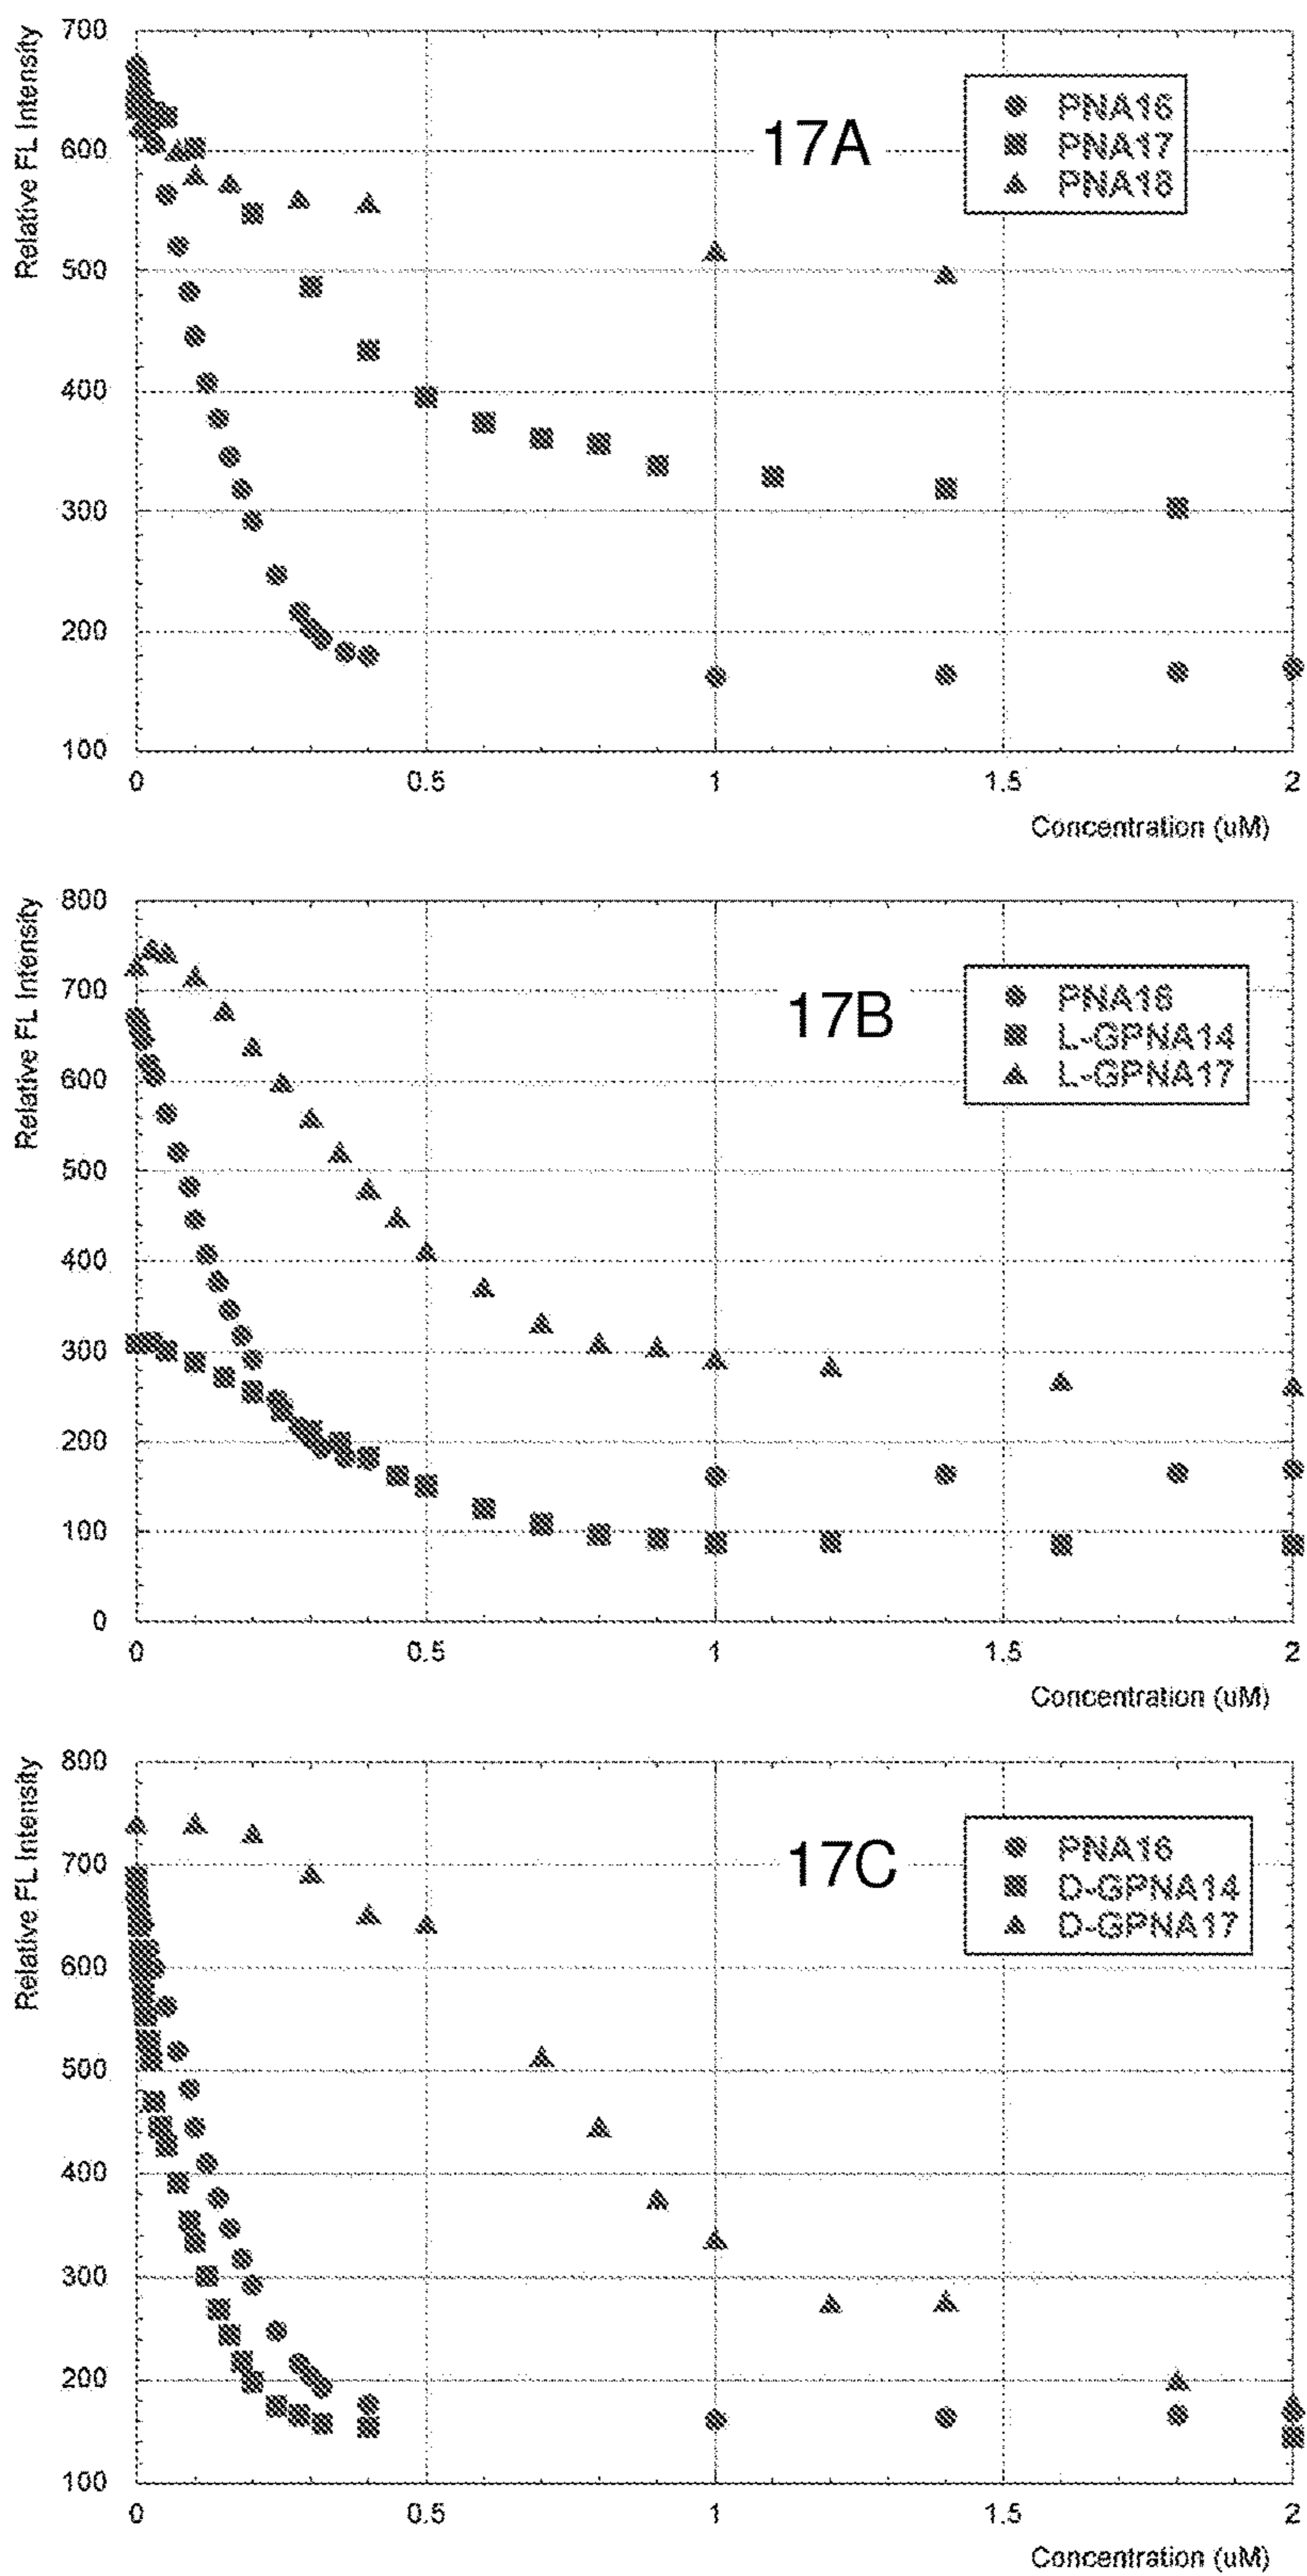 Relative FL Intensity
700
600
500
400
300
200
100
17A
PNA16
PNA17
PNA18
0 0.5 1 1.5 2
Concentration (uM)
Relative FL Intensity
800
700
600
500
400
300
200
100
0
17B
PNA16
L-GPNA14
L-GPNA17
0 0.5 1 1.5 2
Concentration (uM)
Relative FL Intensity
800
700
600
500
400
300
200
100
17C
PNA16
D-GPNA14
D-GPNA17
0 0.5 1 1.5 2
Concentration (uM)